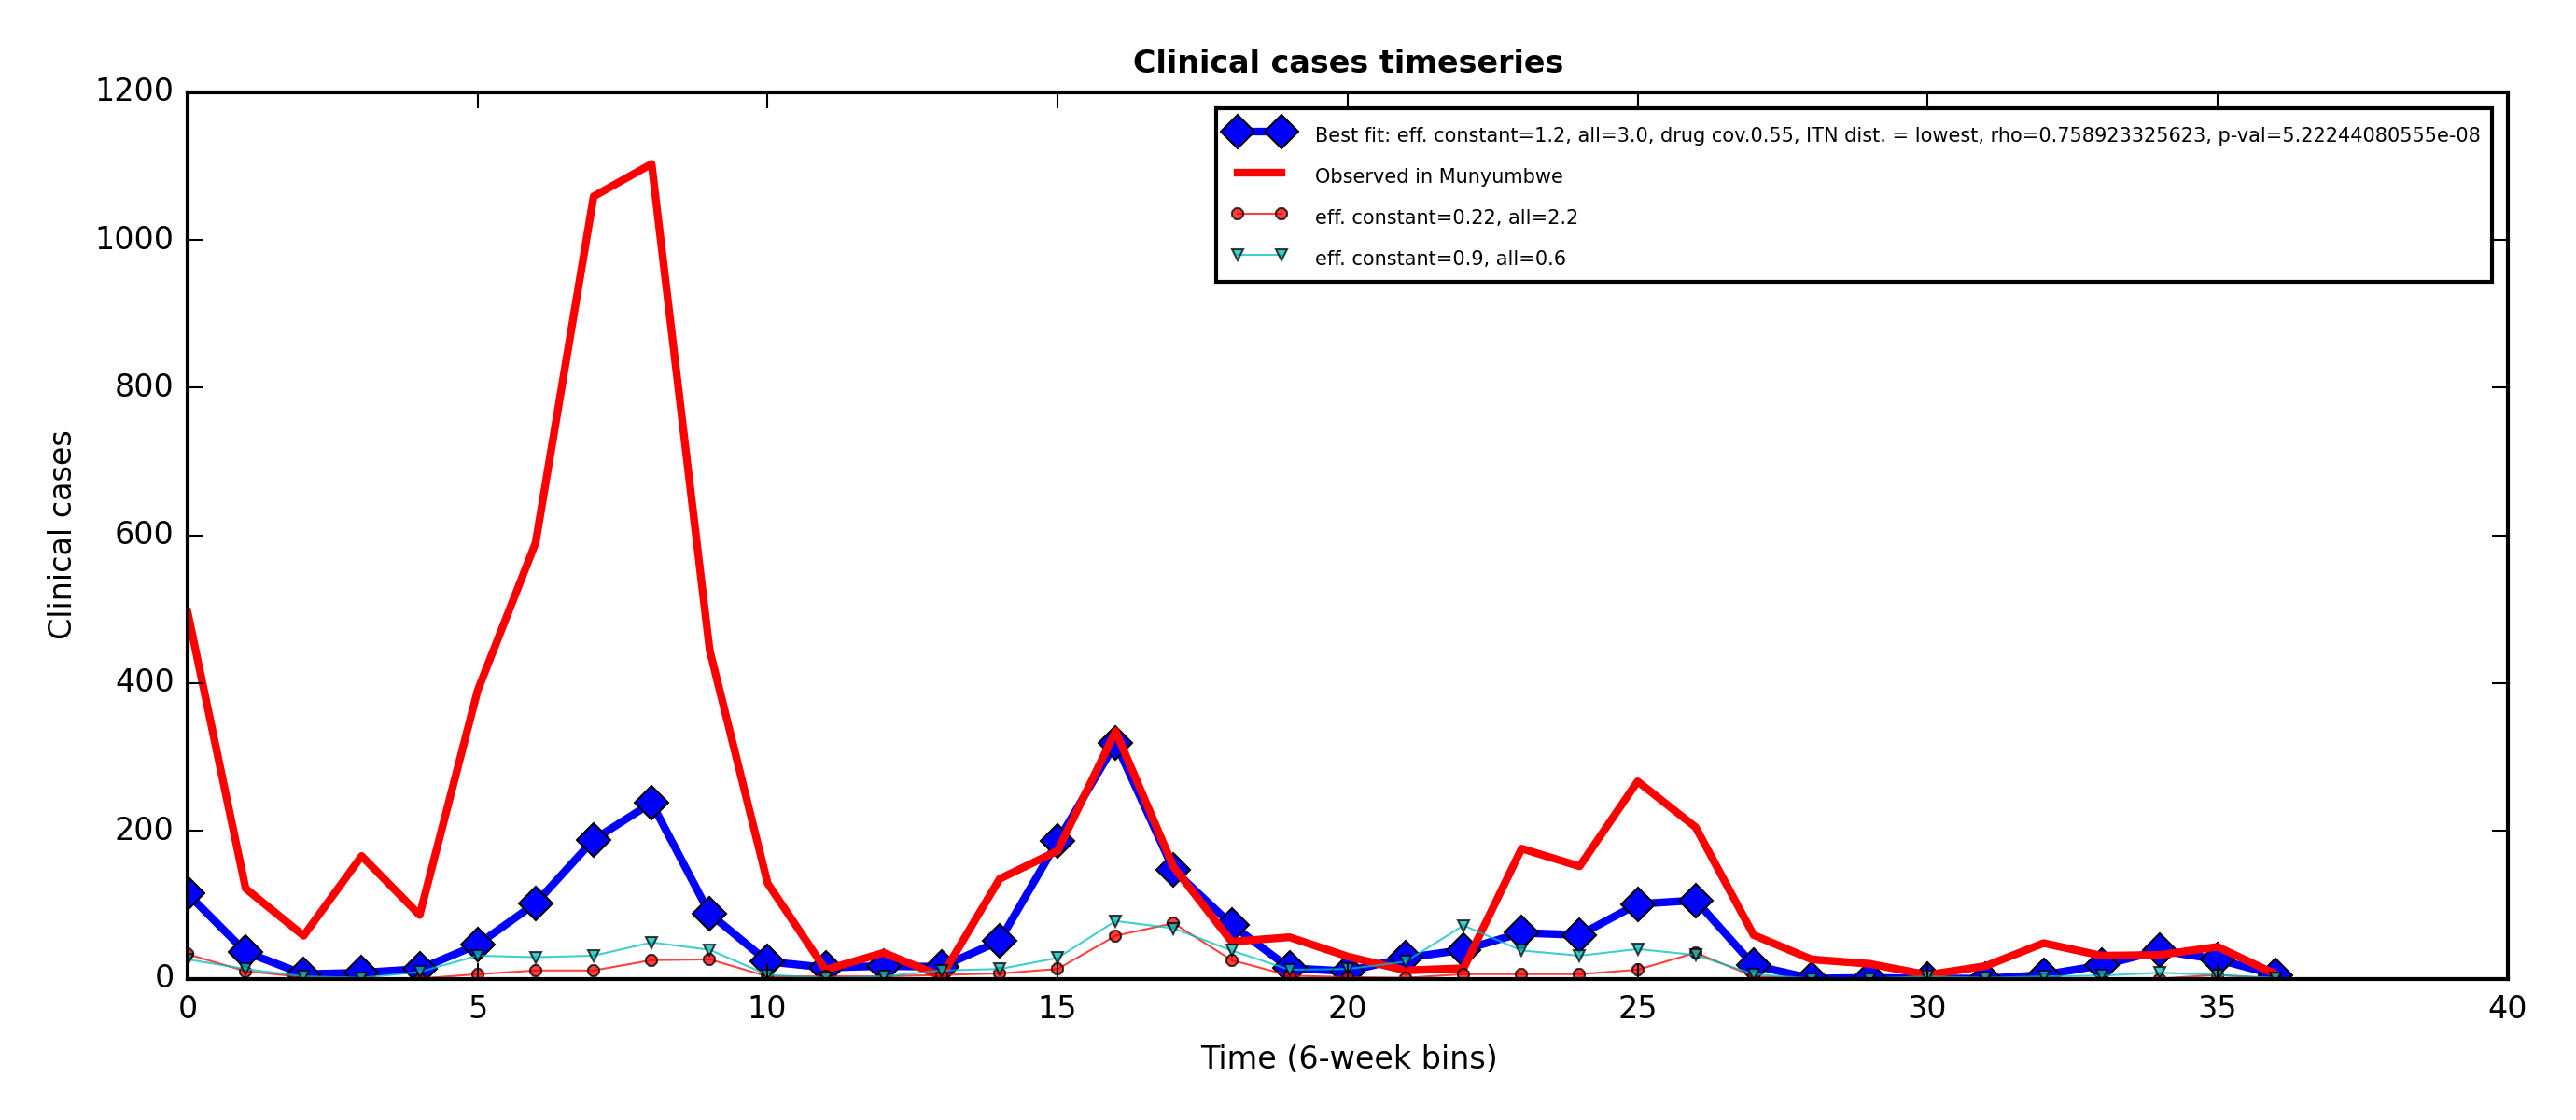 Clinical cases timeseries
1200
1000
800
600
400
200
0
Clinical cases
Best fit: eff. constant=1.2, all=3.0, drug cov.0.55, ITN dist. = lowest, rho=0.758923325623, p-val=5.22244080555e-08
Observed in Munyumbwe
eff. constant=0.22, all=2.2
eff. constant=0.9, all=0.6
0 5 10 15 20 25 30 35 40
Time (6-week bins)